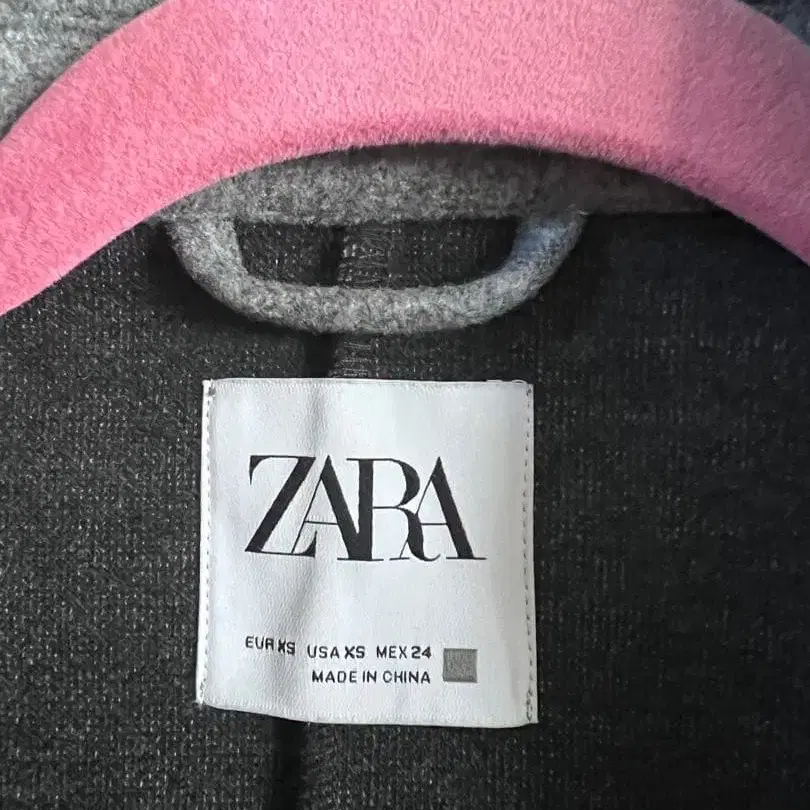 ZARA
EUR XS USA XS MEX 24
MADE IN CHINA